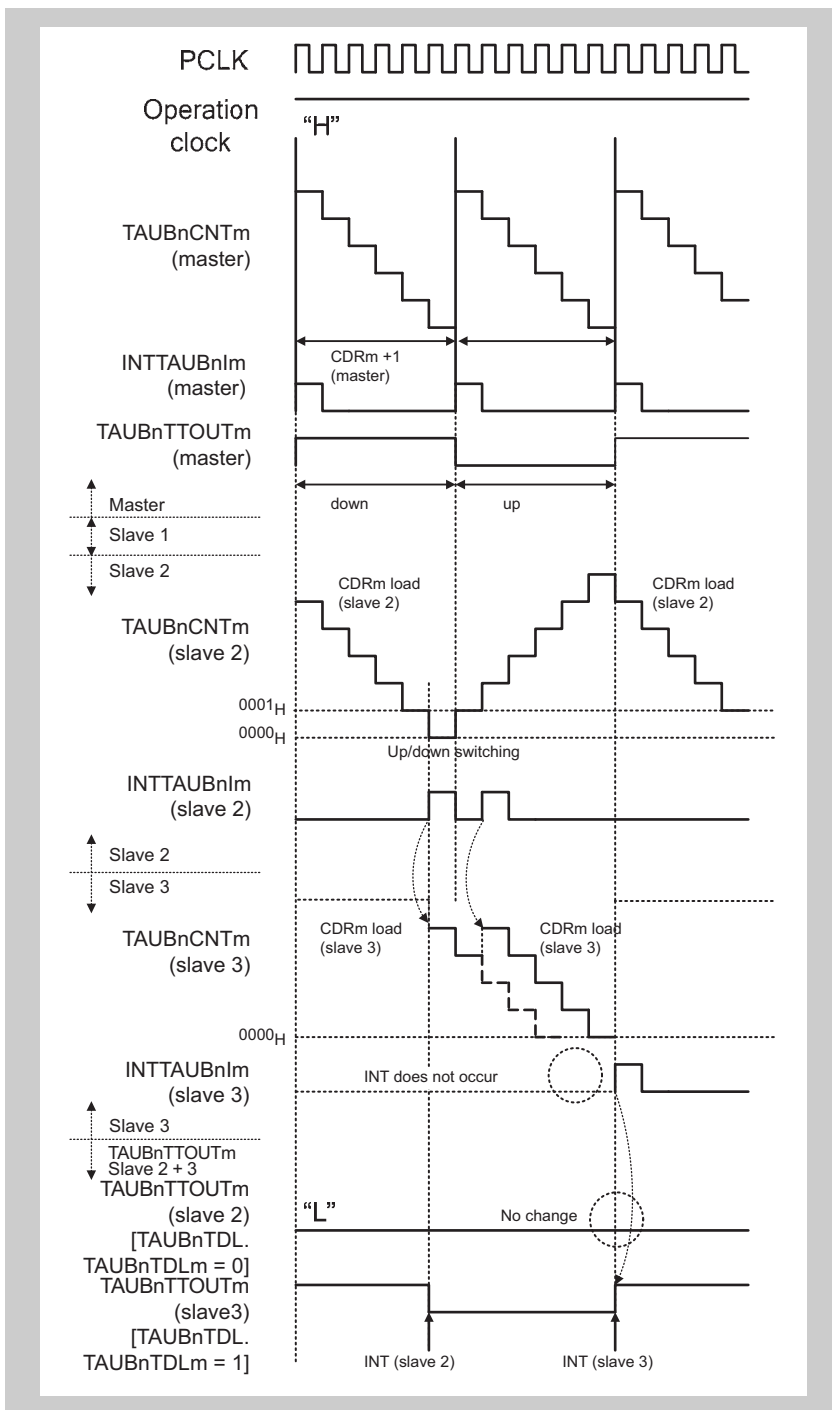 PCLK
Operation
clock
“H”
TAUBnCNTm
(master)
INTTAUBnIm
(master)
CDRm +1
(master)
TAUBnTTOUTm
(master)
down
up
Master
Slave 1
Slave 2
CDRm load
(slave 2)
CDRm load
(slave 2)
TAUBnCNTm
(slave 2)
0001H
0000H
Up/down switching
INTTAUBnIm
(slave 2)
Slave 2
Slave 3
TAUBnCNTm
(slave 3)
CDRm load
(slave 3)
CDRm load
(slave 3)
0000H
INTTAUBnIm
(slave 3)
INT does not occur
Slave 3
TAUBnTTOUTm
Slave 2 + 3
TAUBnTTOUTm
(slave 2)
[TAUBnTDL.
TAUBnTDLm = 0]
“L”
No change
TAUBnTTOUTm
(slave3)
[TAUBnTDL.
TAUBnTDLm = 1]
INT (slave 2)
INT (slave 3)